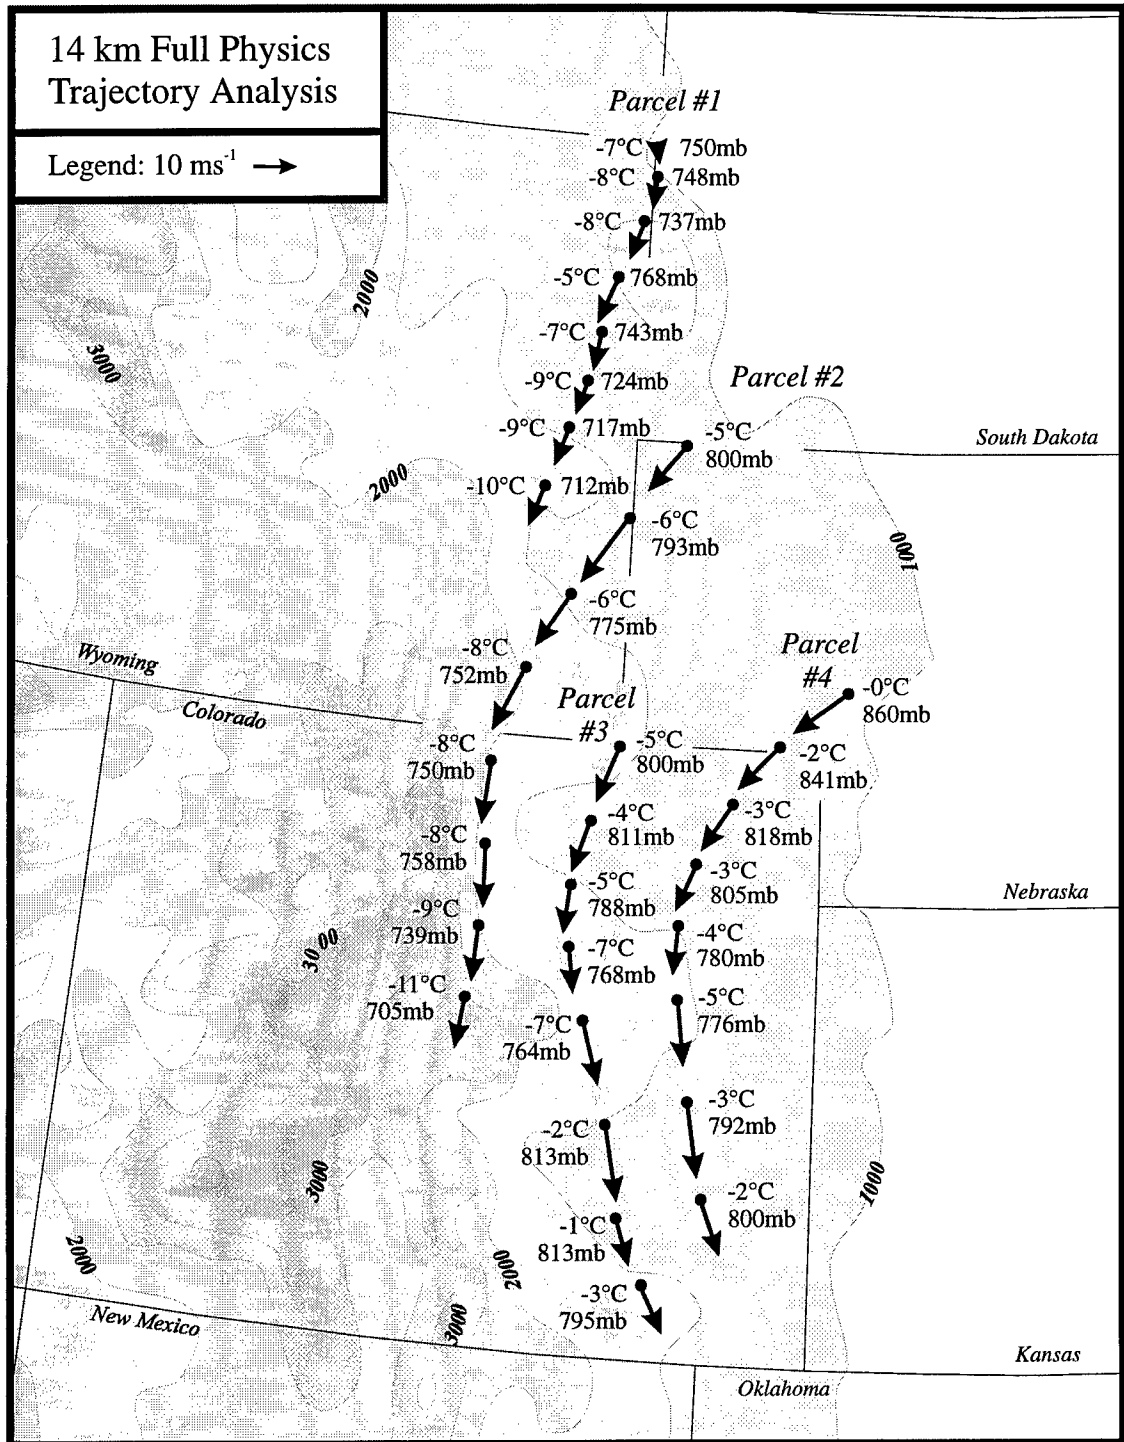 14 km Full Physics
Trajectory Analysis
Legend: 10 ms-1
Parcel #1
-7°C 750mb
-8°C 748mb
-8°C 737mb
-5°C 768mb
2000
-7°C 743mb
3000
-9°C 724mb
Parcel #2
-9°C 717mb
-5°C
800mb
South Dakota
2000
-10°C 712mb
-6°C
793mb
1000
-6°C
775mb
-8°C
752mb
Wyoming
Colorado
Parcel
#4
-0°C
860mb
Parcel
#3
-8°C
750mb
-5°C
800mb
-2°C
841mb
-4°C
811mb
-3°C
818mb
-8°C
758mb
-5°C
788mb
-3°C
805mb
Nebraska
-9°C
739mb
3000
-7°C
768mb
-4°C
780mb
-11°C
705mb
-7°C
764mb
-5°C
776mb
-2°C
813mb
-3°C
792mb
3000
1000
-1°C
813mb
-2°C
800mb
2000
2000
-3°C
795mb
3000
New Mexico
Kansas
Oklahoma